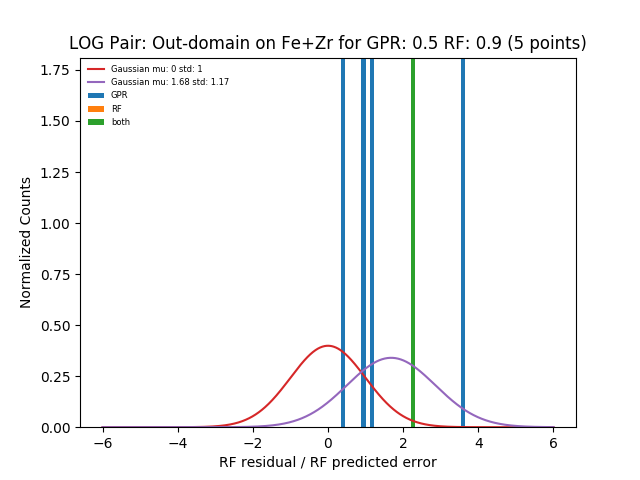 LOG Pair: Out-domain on Fe+Zr for GPR: 0.5 RF: 0.9 (5 points)
1.75
1.50
1.25
1.00
0.75
0.50
0.25
0.00
Normalized Counts
Gaussian mu: 0 std: 1
Gaussian mu: 1.68 std: 1.17
GPR
RF
both
−6
−4
−2
0
2
4
6
RF residual / RF predicted error